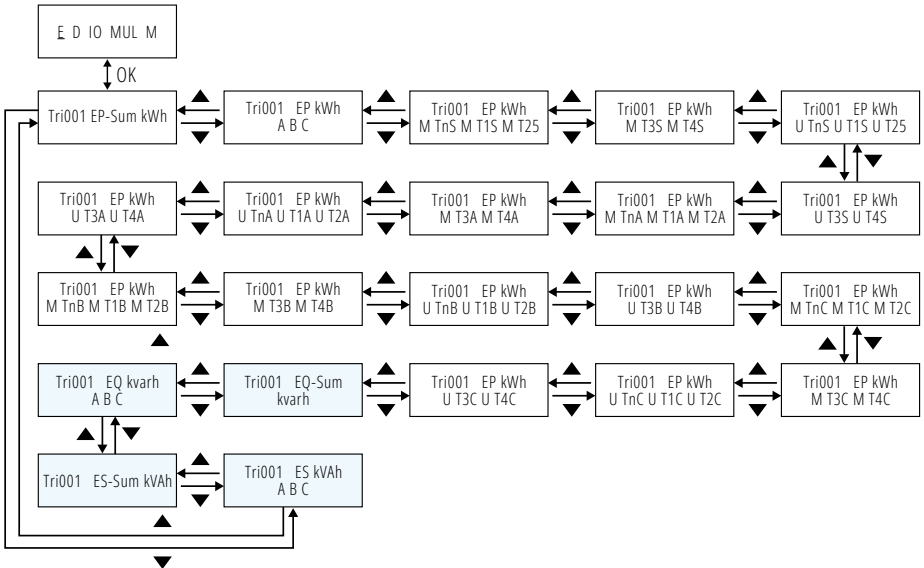 E D IO MUL M
OK
Tri001 EP-Sum kWh
Tri001 EP kWh
A B C
Tri001 EP kWh
M TnS M T1S M T25
Tri001 EP kWh
M T3S M T4S
Tri001 EP kWh
U TnS U T1S U T25
Tri001 EP kWh
U T3A U T4A
Tri001 EP kWh
U TnA U T1A U T2A
Tri001 EP kWh
M T3A M T4A
Tri001 EP kWh
M TnA M T1A M T2A
Tri001 EP kWh
U T3S U T4S
Tri001 EP kWh
M TnB M T1B M T2B
Tri001 EP kWh
M T3B M T4B
Tri001 EP kWh
U TnB U T1B U T2B
Tri001 EP kWh
U T3B U T4B
Tri001 EP kWh
M TnC M T1C M T2C
Tri001 EQ kvarh
A B C
Tri001 EQ-Sum
kvarh
Tri001 EP kWh
U T3C U T4C
Tri001 EP kWh
U TnC U T1C U T2C
Tri001 EP kWh
M T3C M T4C
Tri001 ES-Sum kVAh
Tri001 ES kVAh
A B C